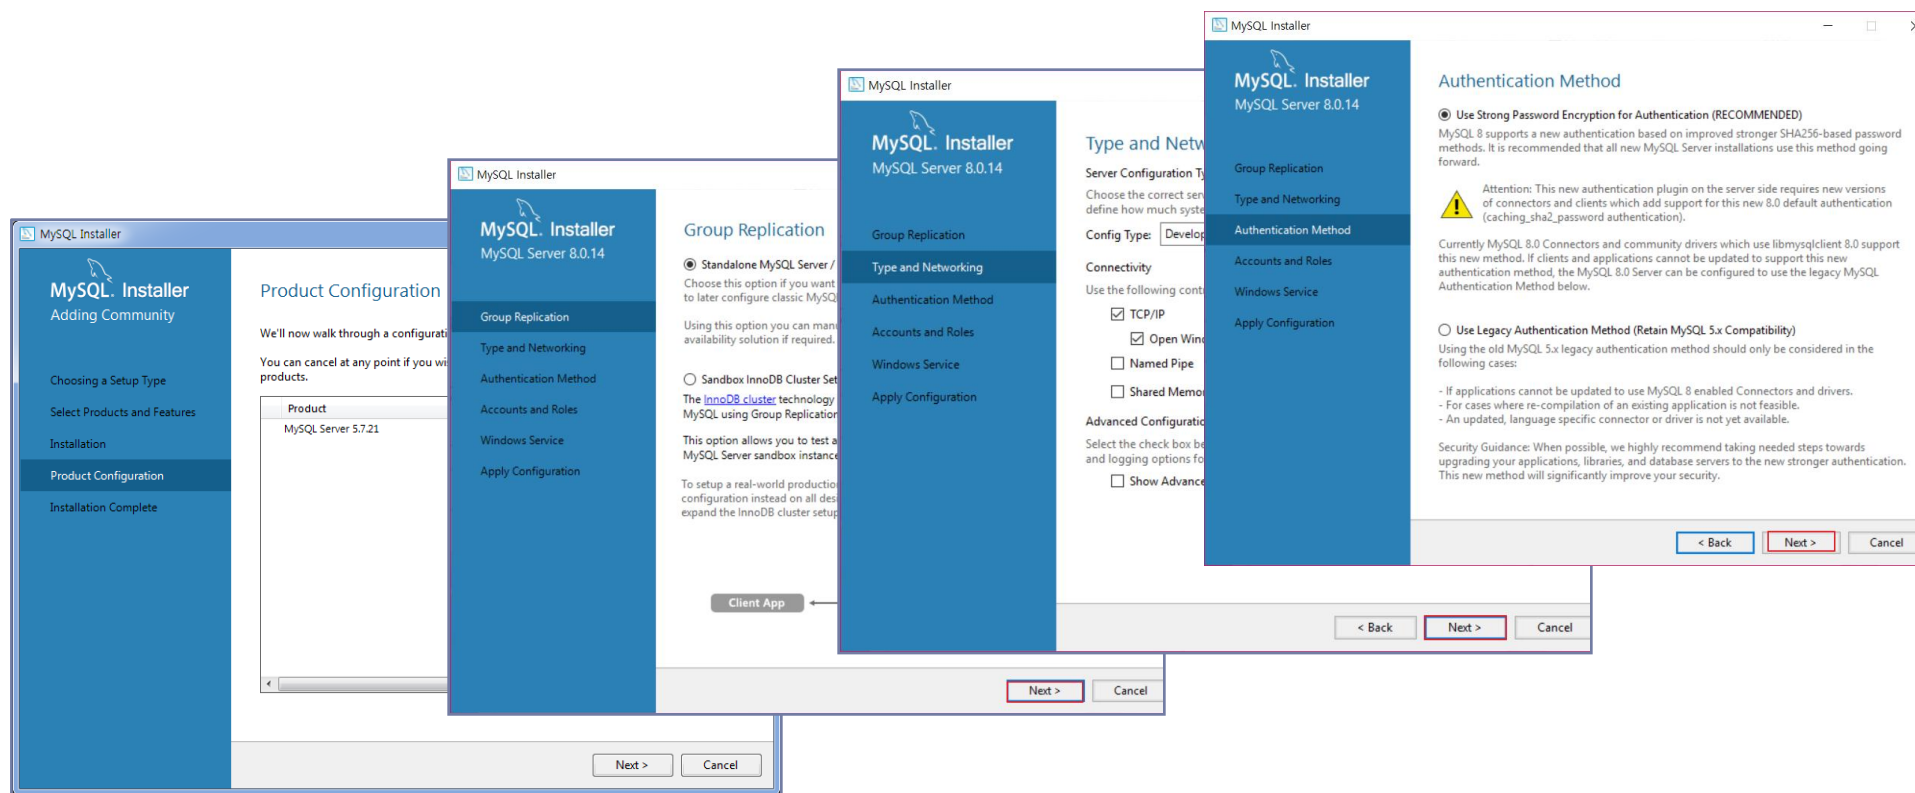 MySQL Installer
MySQL. Installer
Adding Community
Choosing a Setup Type
Select Products and Features
Installation
Product Configuration
Installation Complete
Product Configuration
We'll now walk through a
You can cancel at any point if you
products.
Product
MySQL Server 5.7.21
Next >
Cancel
MySQL Installer
MySQL. Installer
MySQL Server 8.0.14
Group Replication
Type and Networking
Authentication Method
Accounts and Roles
Windows Service
Apply Configuration
Group Replication
Standalone MySQL Server /
Choose this option if you want
to later configure classic
Using this option you can
availability solution if required.
Sandbox InnoDB Cluster
The InnoDB cluster technology
MySQL using Group Replication
This option allows you to test a
MySQL Server sandbox instance
To setup a real-world
configuration instead on all
expand the InnoDB cluster setup
Client App
Next >
Cancel
MySQL Installer
MySQL. Installer
MySQL Server 8.0.14
Group Replication
Type and Networking
Authentication Method
Accounts and Roles
Windows Service
Apply Configuration
Type and
Server Configuration
Choose the correct
define how much
Config Type:
Connectivity
Use the following
TCP/IP
Open
Named Pipe
Shared
Advanced
Select the check box
and logging options
Show
< Back
Next >
Cancel
MySQL Installer
MySQL. Installer
MySQL Server 8.0.14
Group Replication
Type and Networking
Authentication Method
Accounts and Roles
Windows Service
Apply Configuration
Authentication Method
Use Strong Password Encryption for Authentication (RECOMMENDED)
MySQL 8 supports a new authentication based on improved stronger SHA256-based password
methods. It is recommended that all new MySQL Server installations use this method going
forward.
Attention: This new authentication plugin on the server side requires new versions
of connectors and clients which add support for this new 8.0 default authentication
(caching_sha2_password authentication).
Currently MySQL 8.0 Connectors and community drivers which use libmysqlclient 8.0 support
this new method. If clients and applications cannot be updated to support this new
authentication method, the MySQL 8.0 Server can be configured to use the legacy MySQL
Authentication Method below.
Use Legacy Authentication Method (Retain MySQL 5.x Compatibility)
Using the old MySQL 5.x legacy authentication method should only be considered in the
following cases:
- If applications cannot be updated to use MySQL 8 enabled Connectors and drivers.
- For cases where re-compilation of an existing application is not feasible.
- An updated, language specific connector or driver is not yet available.
Security Guidance: When possible, we highly recommend taking needed steps towards
upgrading your applications, libraries, and database servers to the new stronger authentication.
This new method will significantly improve your security.
< Back
Next >
Cancel